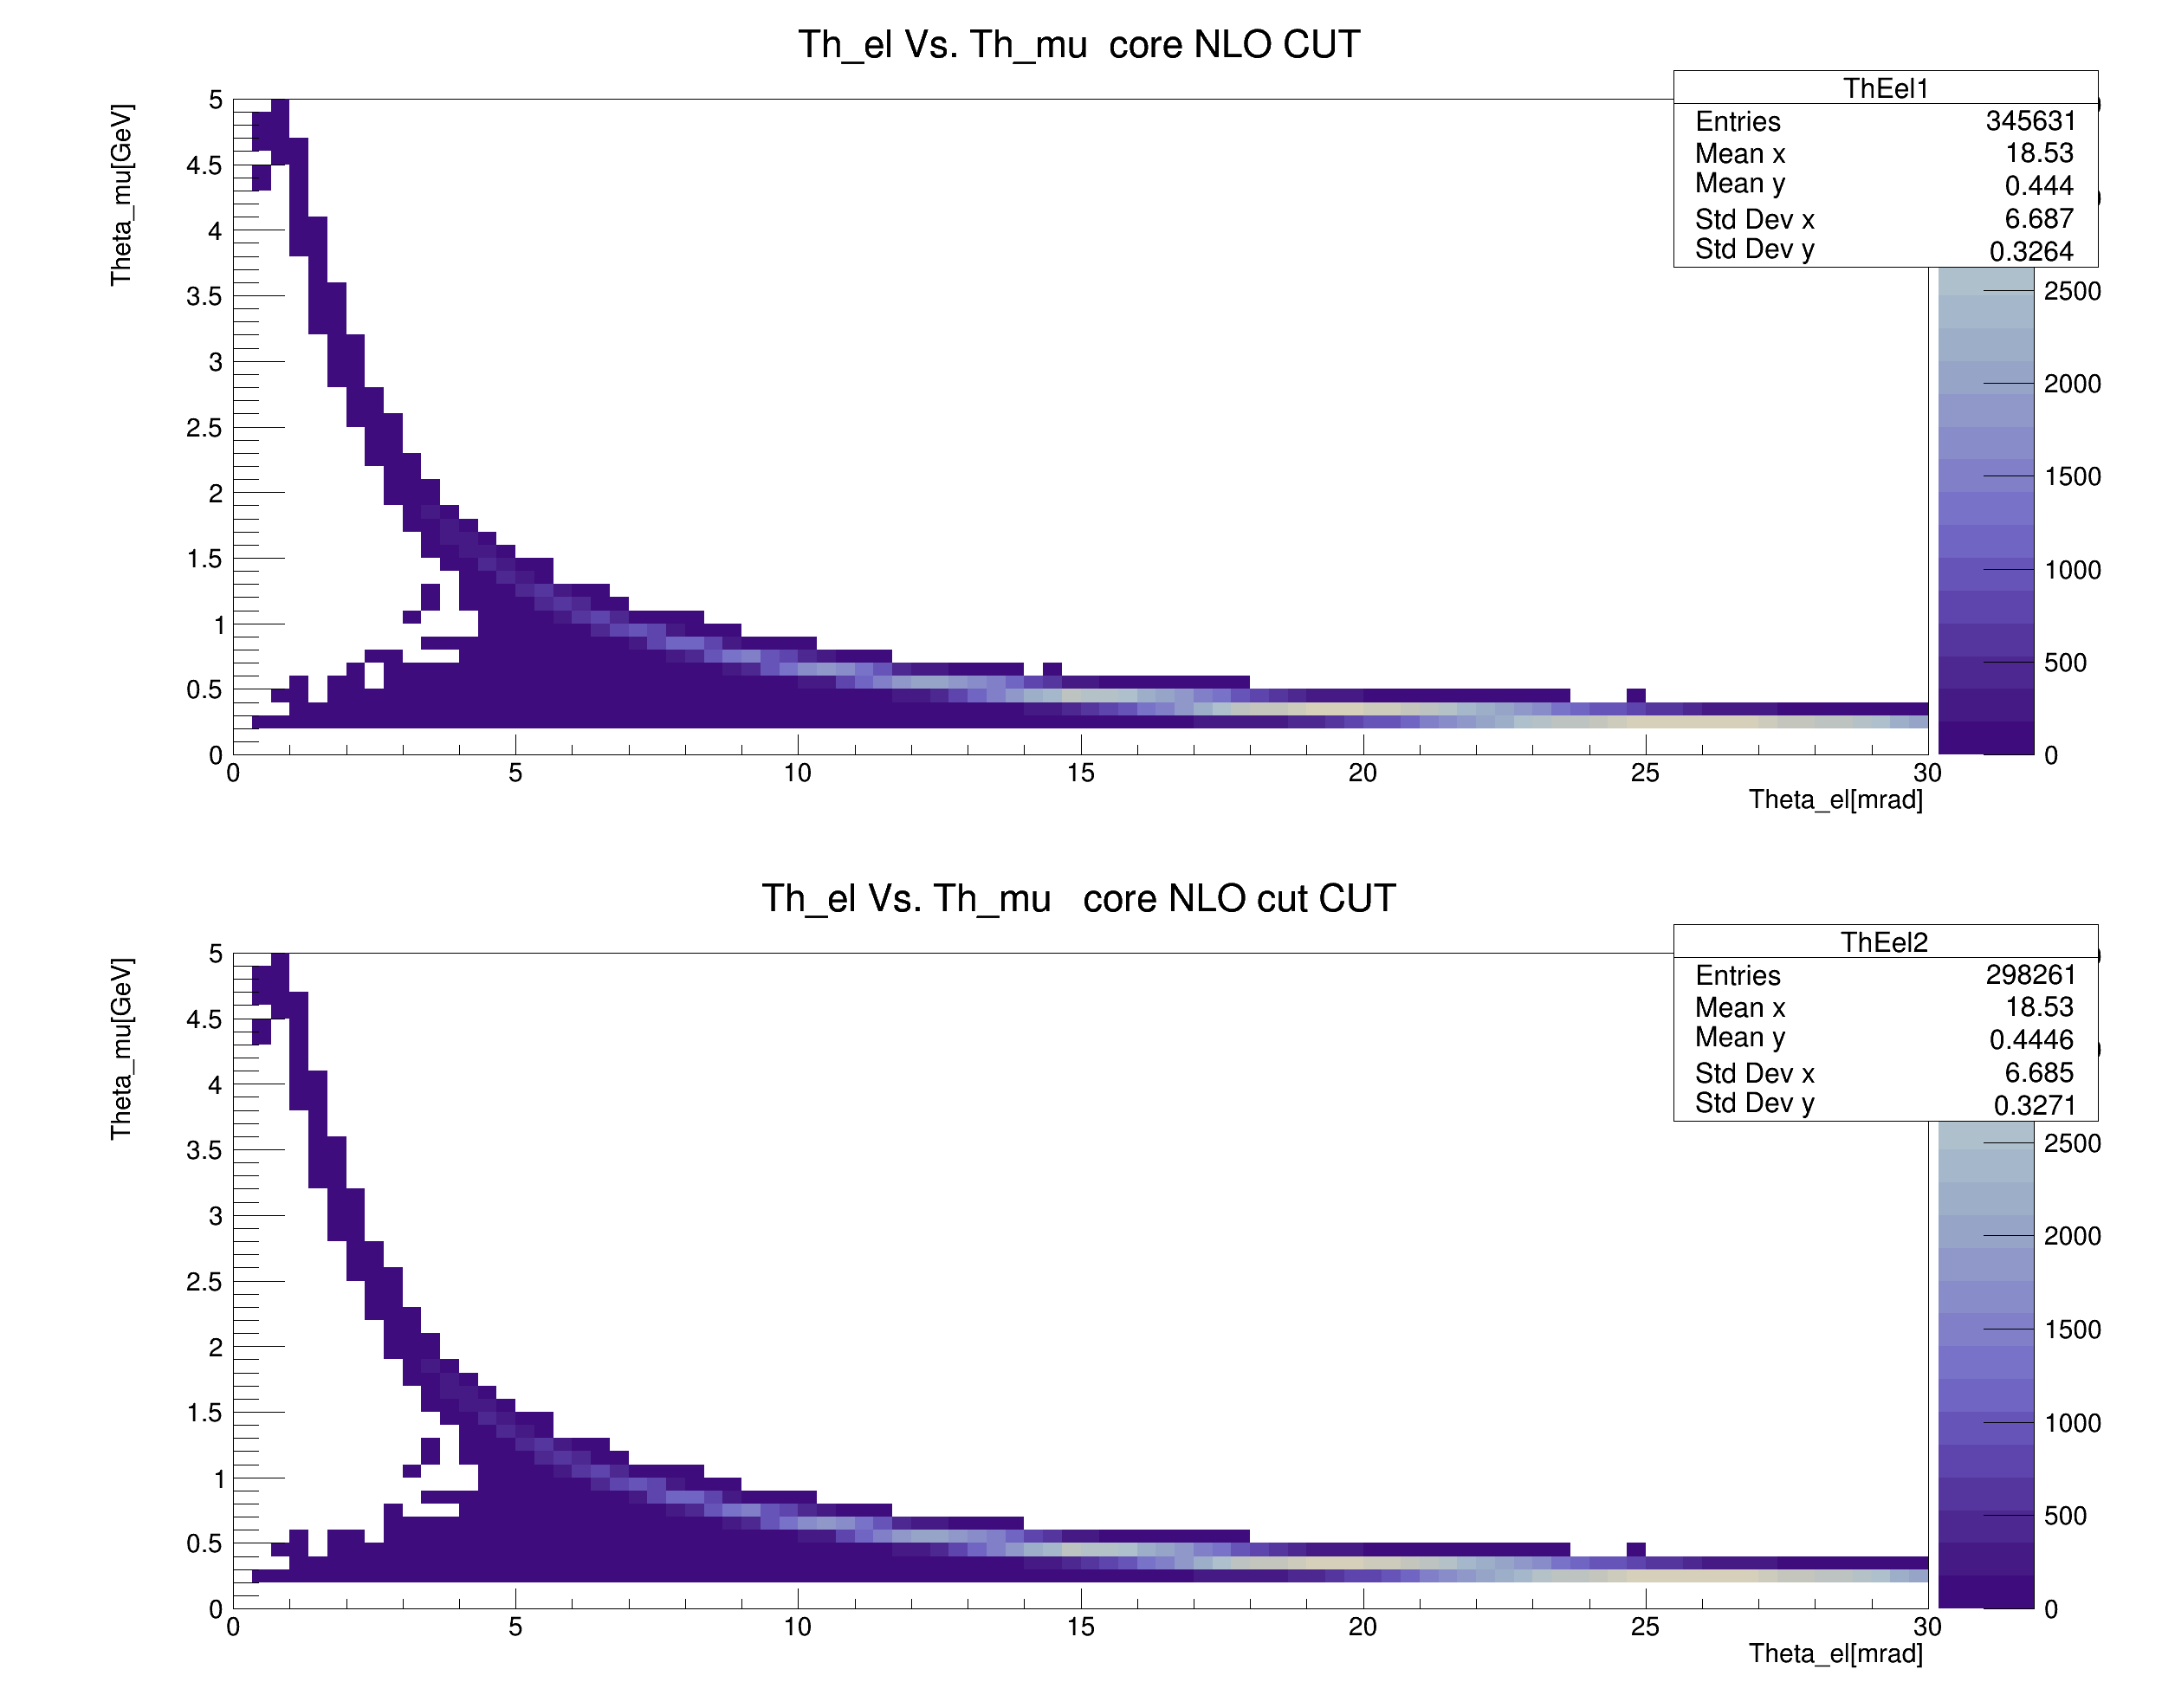 Th_el Vs. Th_mu core NLO CUT
Theta_mu[GeV]
5
4.5
4
3.5
3
2.5
2
1.5
1
0.5
0
0 5 10 15 20 25 30
Theta_el[mrad]
ThEel1
Entries 345631
Mean x 18.53
Mean y 0.444
Std Dev x 6.687
Std Dev y 0.3264
2500
2000
1500
1000
500
0
Th_el Vs. Th_mu core NLO cut CUT
Theta_mu[GeV]
5
4.5
4
3.5
3
2.5
2
1.5
1
0.5
0
0 5 10 15 20 25 30
Theta_el[mrad]
ThEel2
Entries 298261
Mean x 18.53
Mean y 0.4446
Std Dev x 6.685
Std Dev y 0.3271
2500
2000
1500
1000
500
0